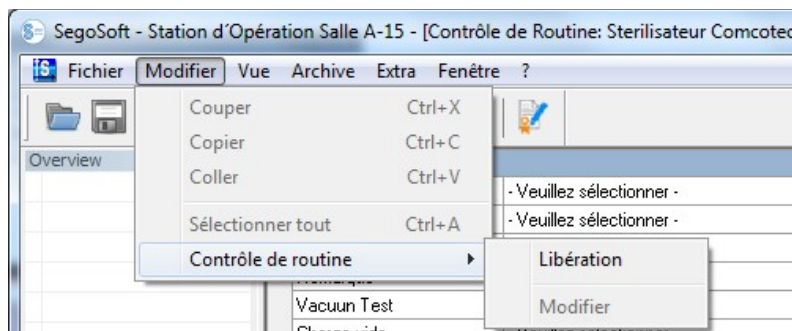 SegoSoft - Station d´Opération Salle A-15 - [Contrôle de Routine: Sterilisateur Comcotec
Fichier Modifier Vue Archive Extra Fenêtre ?
Couper Ctrl+X
Copier Ctrl+C
Overview
Coller Ctrl+V
- Veuillez sélectionner -
Sélectionner tout Ctrl+A
- Veuillez sélectionner -
Contrôle de routine
Libération
Vacuun Test
Modifier